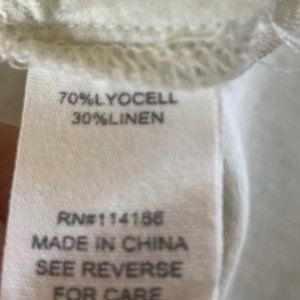 70%LYOCELL
30%LINEN
RN#114186
MADE IN CHINA
SEE REVERSE
FOR CARE